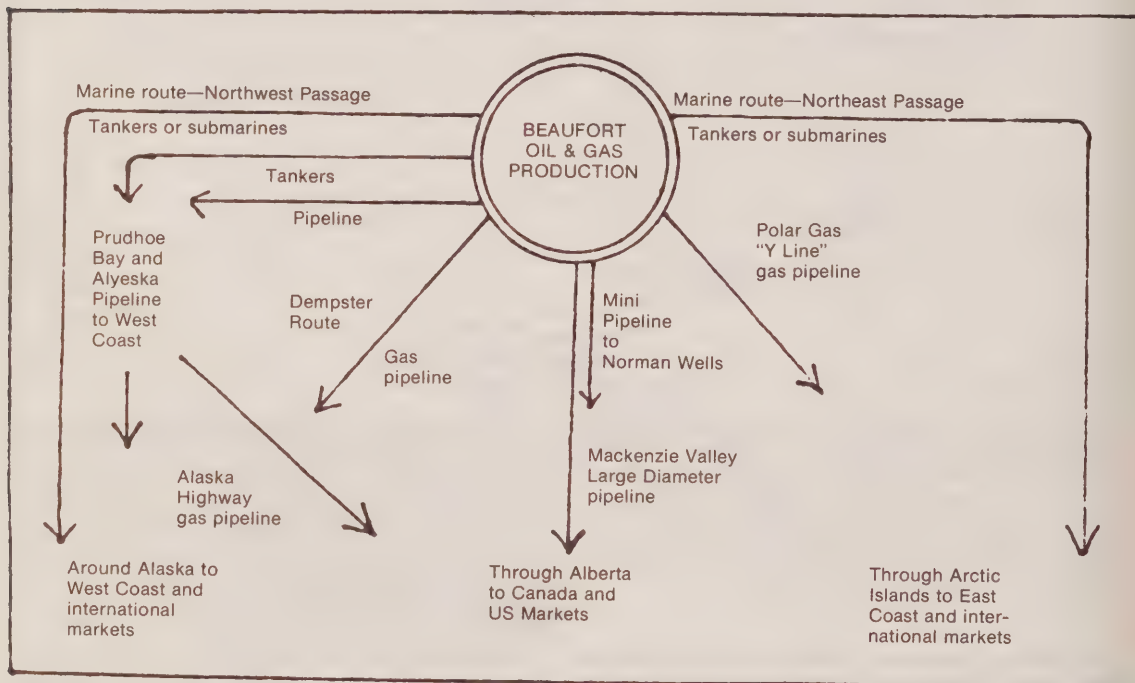 Marine route—Northwest Passage
Tankers or submarines
Tankers
Pipeline
BEAUFORT
OIL & GAS
PRODUCTION
Marine route—Northeast Passage
Tankers or submarines
Prudhoe
Bay and
Alyeska
Pipeline
to West
Coast
Dempster
Route
Gas
pipeline
Mini
Pipeline
to
Norman Wells
Polar Gas
"Y Line"
gas pipeline
Alaska
Highway
gas pipeline
Mackenzie Valley
Large Diameter
pipeline
Around Alaska to
West Coast and
international
markets
Through Alberta
to Canada and
US Markets
Through Arctic
Islands to East
Coast and inter-
national markets